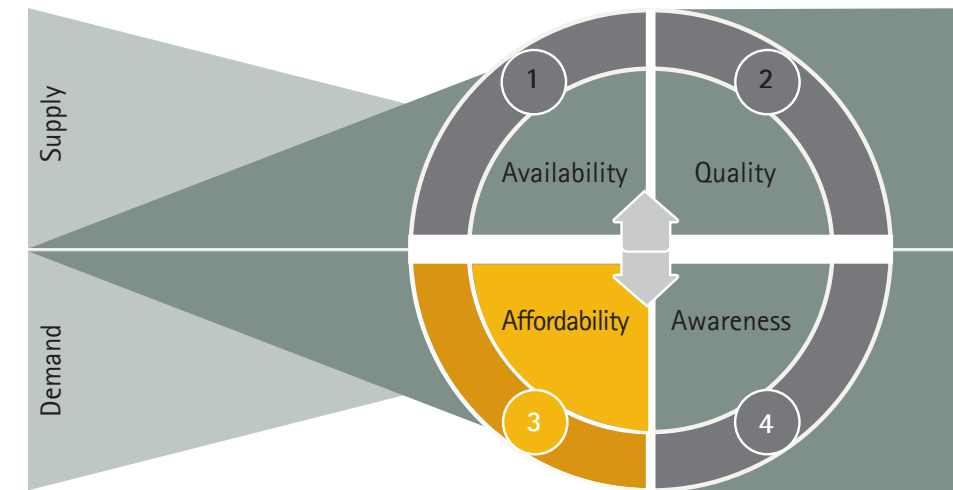 Supply
1
2
Availability
Quality
Demand
Affordability
Awareness
3
4